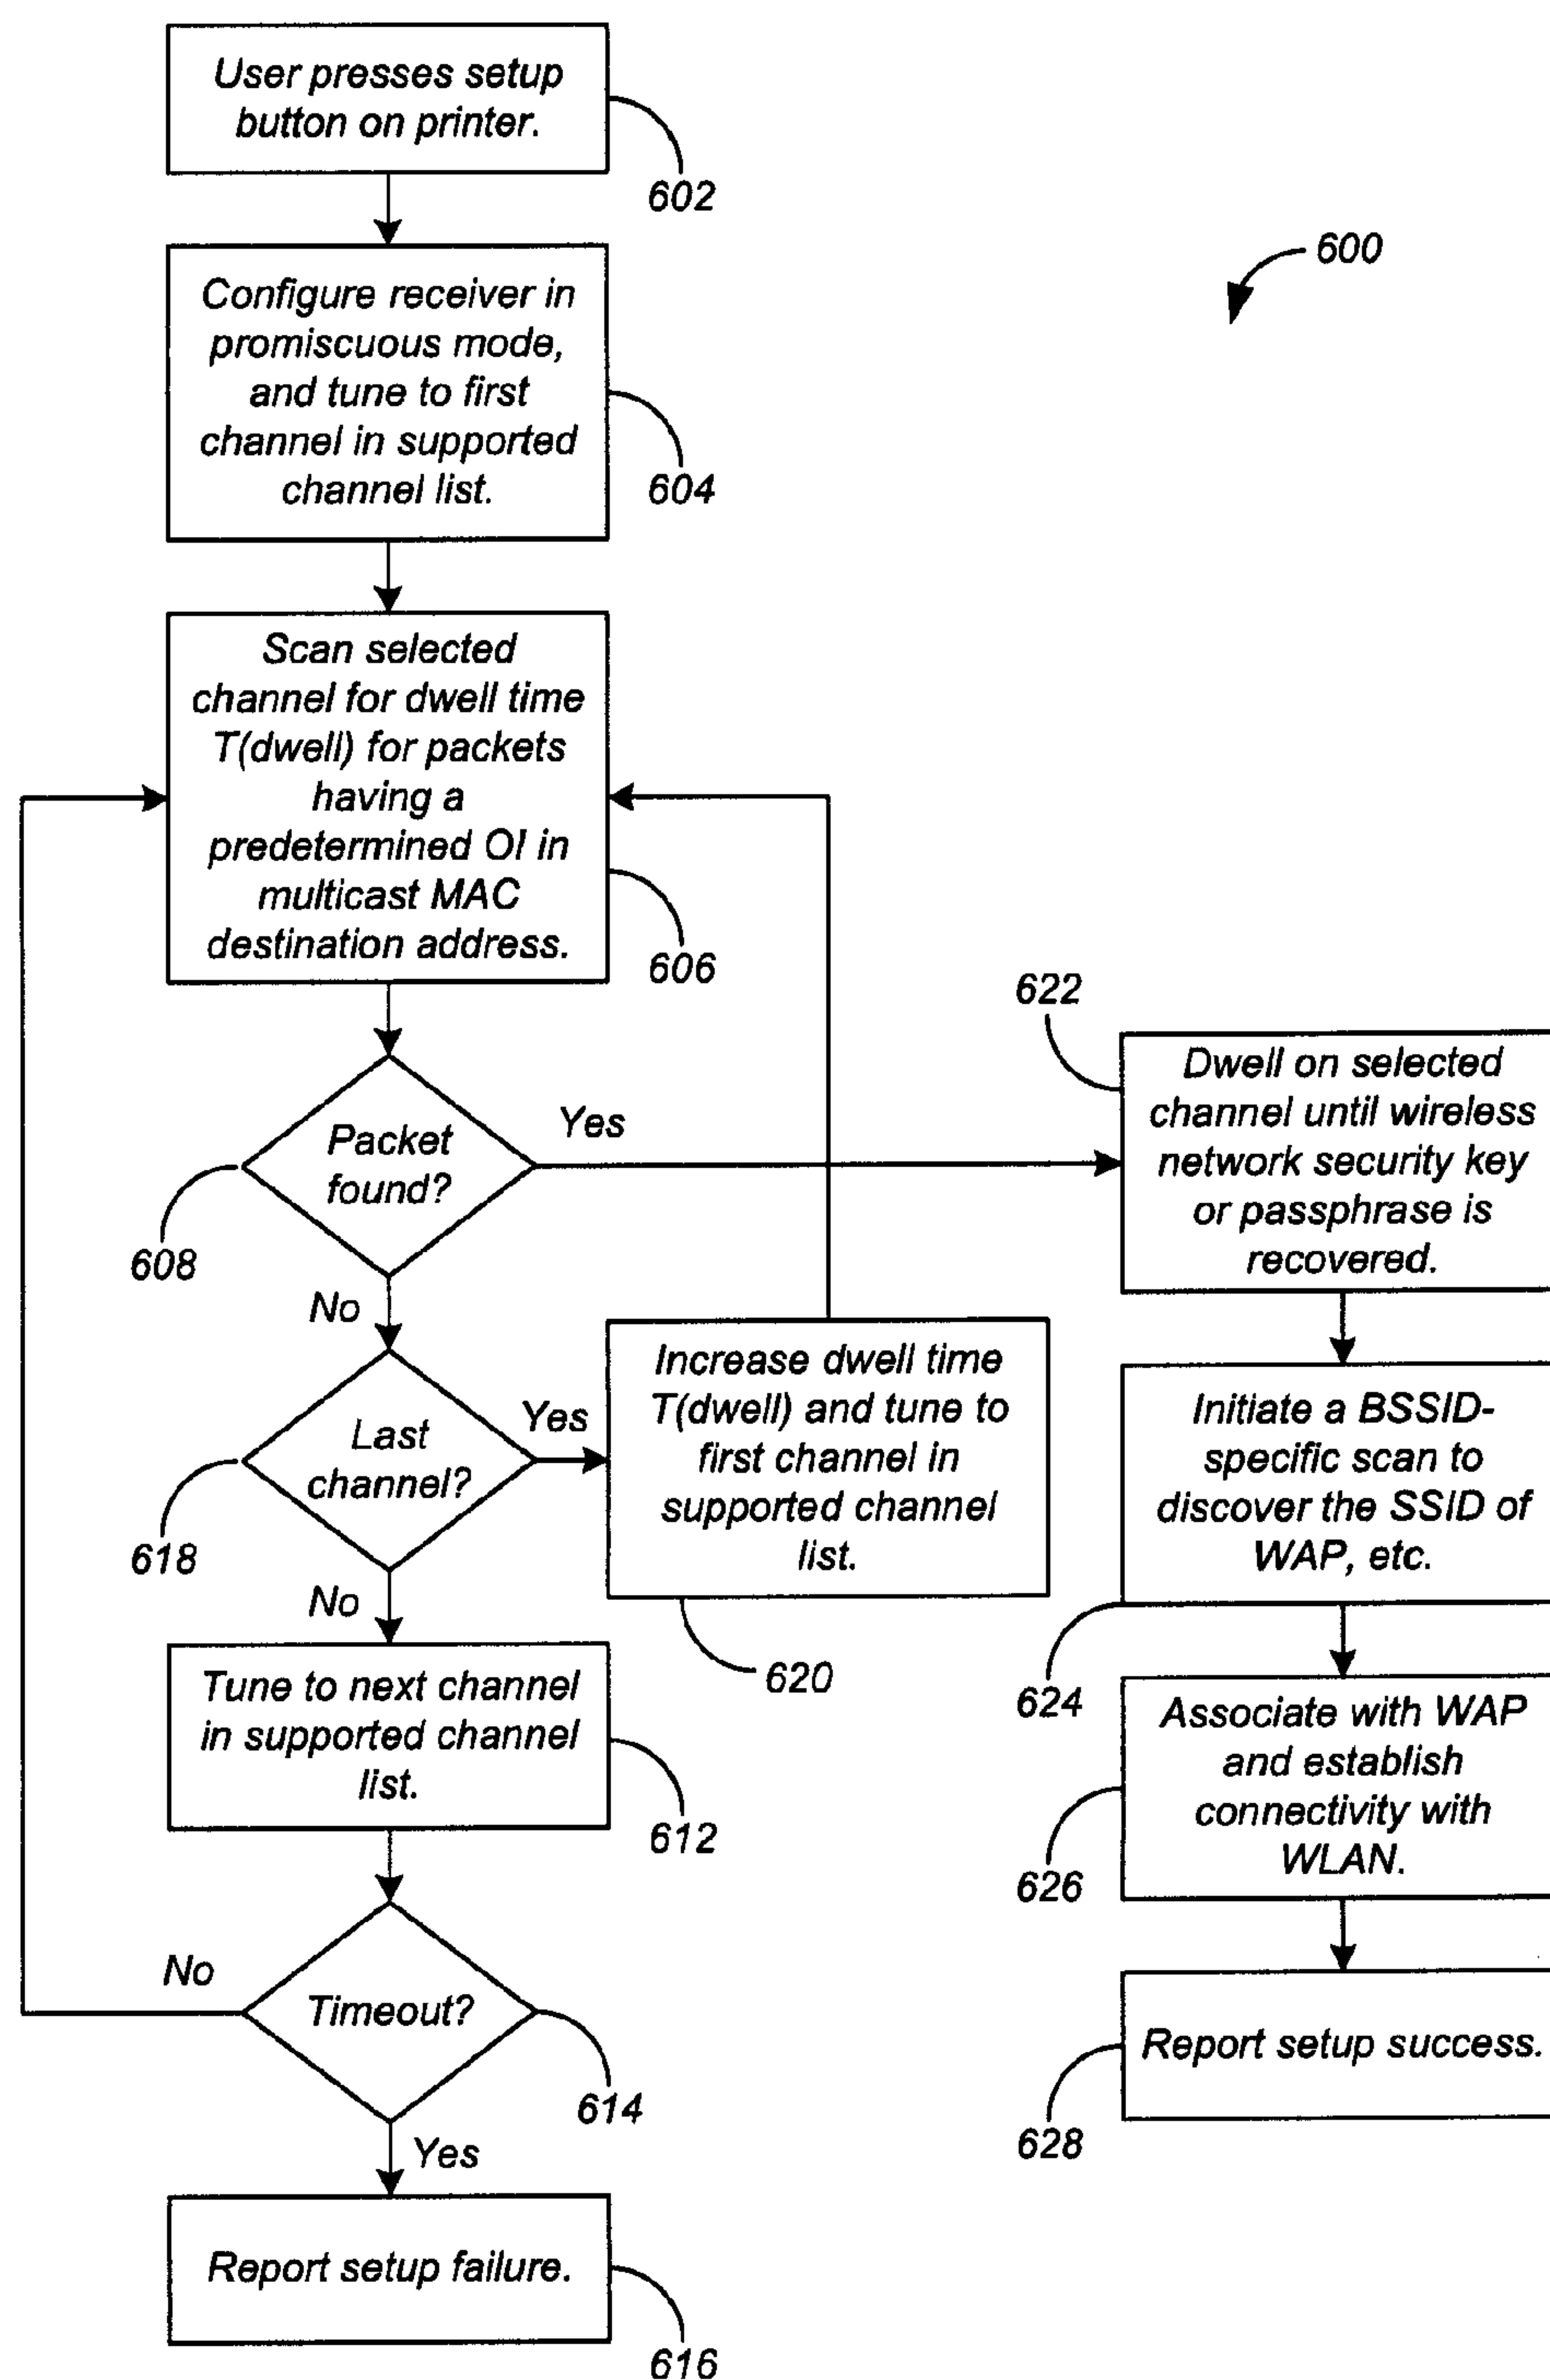 User presses setup
button on printer.
602
600
Configure receiver in
promiscuous mode,
and tune to first
channel in supported
channel list.
604
Scan selected
channel for dwell time
T(dwell) for packets
having a
predetermined OI in
multicast MAC
destination address.
606
Packet
found?
608
Yes
No
622
Dwell on selected
channel until wireless
network security key
or passphrase is
recovered.
Last
channel?
618
Yes
No
Increase dwell time
T(dwell) and tune to
first channel in
supported channel
list.
620
Initiate a BSSID-
specific scan to
discover the SSID of
WAP, etc.
624
Tune to next channel
in supported channel
list.
612
Associate with WAP
and establish
connectivity with
WLAN.
626
Timeout?
614
No
Yes
Report setup success.
628
Report setup failure.
616